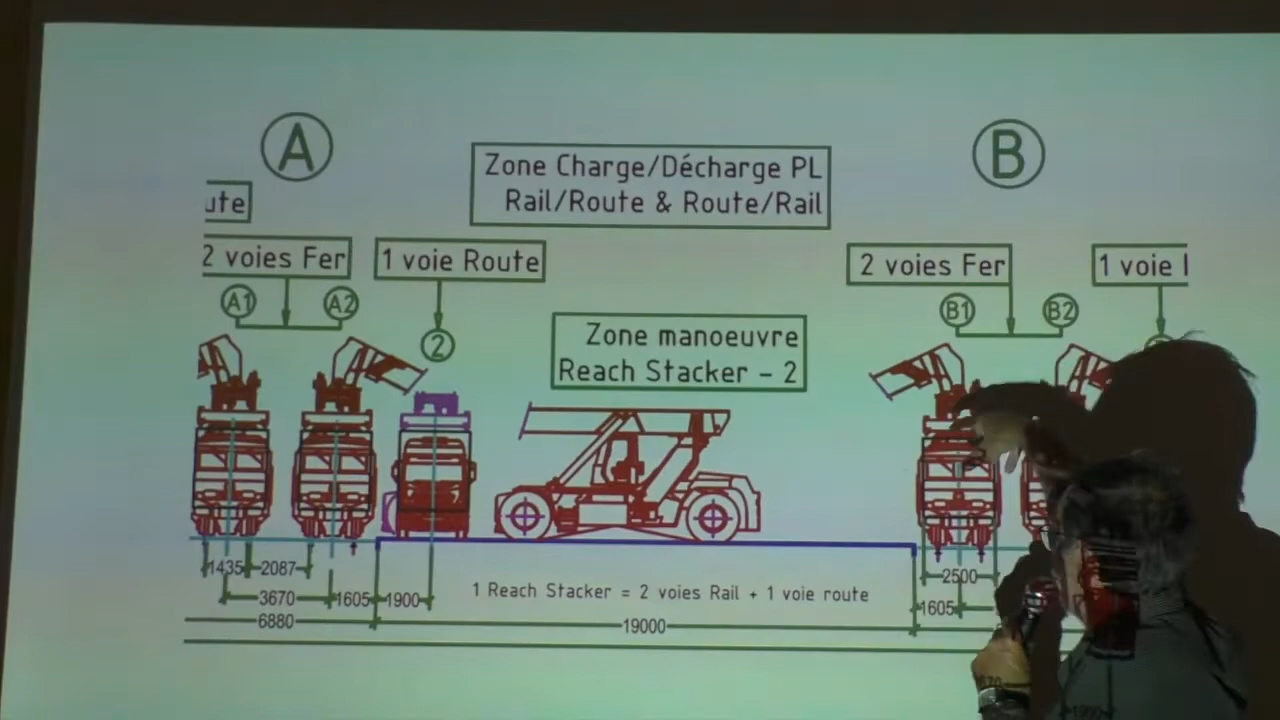 A
B
Zone Charge/Décharge PL
Rail/Route & Route/Rail
ute
2 voies Fer
1 voie Route
2 voies Fer
1 voie
A1
A2
B1
B2
2
Zone manoeuvre
Reach Stacker - 2
1435
2087
2500
3670
1605
1900
1 Reach Stacker = 2 voies Rail + 1 voie route
1605
6880
19000